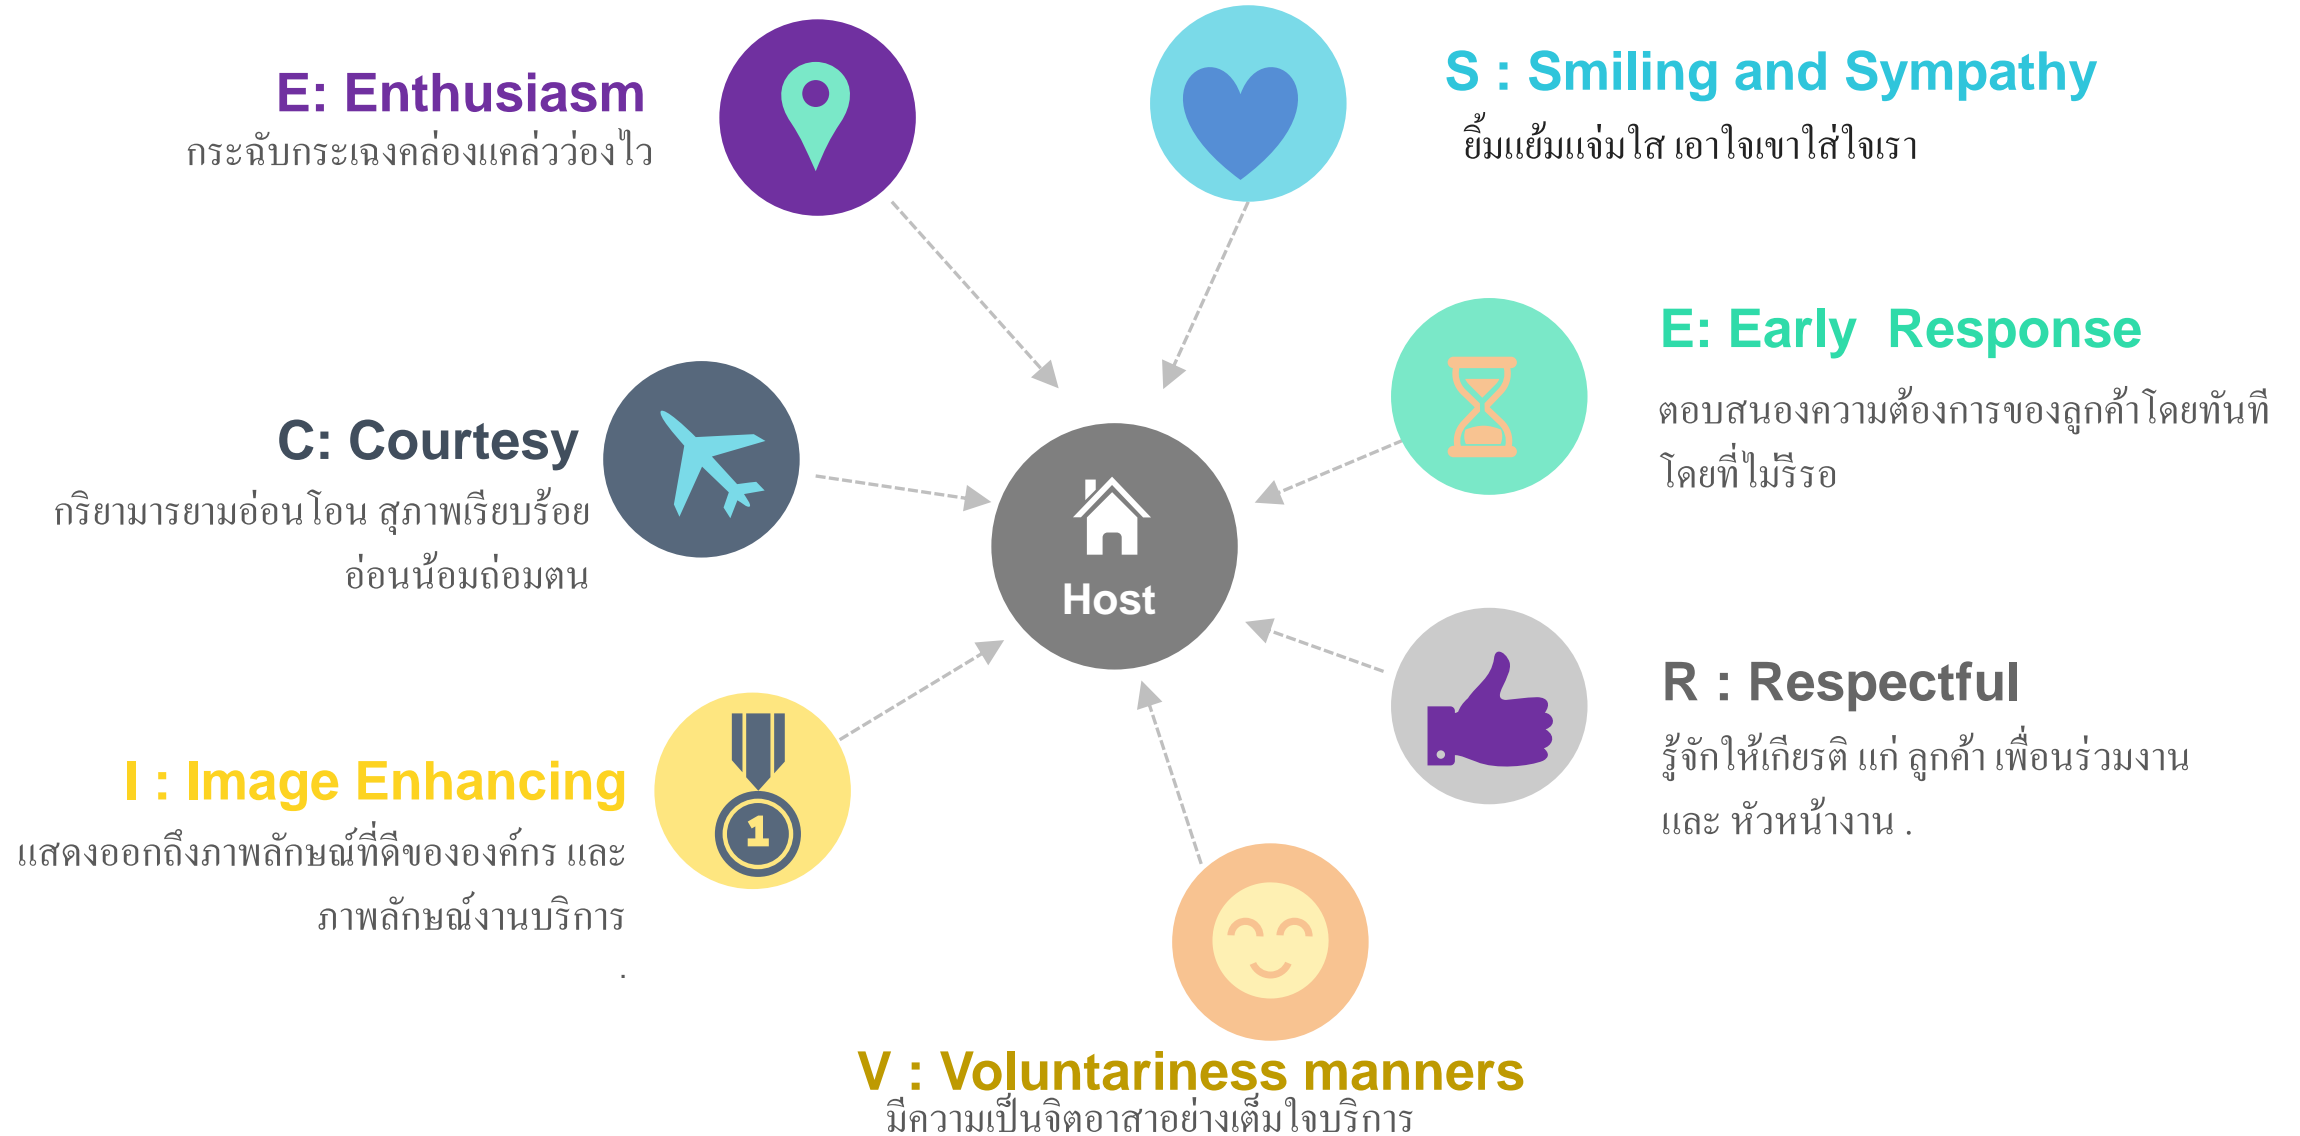 S : Smiling and Sympathy
ยิ้มแย้มแจ่มใส เอาใจเขาใส่ใจเรา
E: Early Response
ตอบสนองความต้องการของลูกค้าโดยทันที
โดยที่ไม่รีรอ
R : Respectful
รู้จักให้เกียรติ แก่ ลูกค้า เพื่อนร่วมงาน
และ หัวหน้างาน .
V : Voluntariness manners
มีความเป็นจิตอาสาอย่างเต็มใจบริการ
I : Image Enhancing
แสดงออกถึงภาพลักษณ์ที่ดีขององค์กร และ
ภาพลักษณ์งานบริการ
.
1
C: Courtesy
กริยามารยามอ่อนโอน สุภาพเรียบร้อย
อ่อนน้อมถ่อมตน
E: Enthusiasm
กระฉับกระเฉงคล่องแคล่วว่องไว
Host